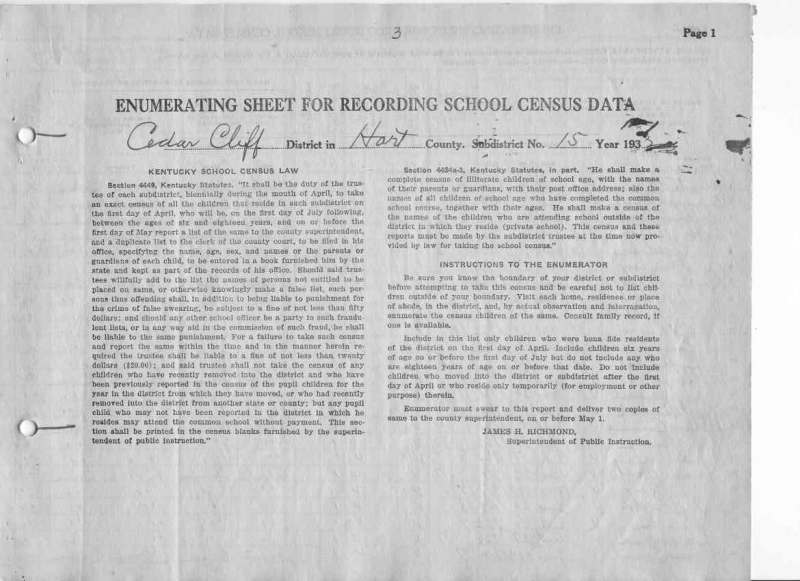 3
Page 1
ENUMERATING SHEET FOR RECORDING SCHOOL CENSUS DATA
Cedar Cliff District in Hart County. Subdistrict No. 15 Year 193
KENTUCKY SCHOOL CENSUS LAW
Section 4449, Kentucky Statutes. "It shall be the duty of the trus-
tee of each subdistrict, biennially during the mouth of April, to take
an exact census of all the children that reside in such subdistrict on
the first day of April, who will be, on the first day of July following,
between the ages of six and eighteen years, and on or before the
first day of May report a list of the same to the county superintendent,
and a duplicate list to the clerk of the county court, to be filed in his
office, specifying the name, age, sex, and names or the parents or
guardians of each child, to be entered in a book furnished him by the
state and kept as part of the records of his office. Should said trus-
tees willfully add to the list the names of persons not entitled to be
placed on same, or otherwise knowingly make a false list, such per-
sons thus offending shall, in addition to being liable to punishment for
the crime of false swearing, be subject to a fine of not less than fifty
dollars; and should any other school officer be a party to such fraudu-
lent lists, or in any way aid in the commission of such fraud, he shall
be liable to the same punishment. For a failure to take such census
and report the same within the time and in the manner herein re-
quired the trustee shall be liable to a fine of not less than twenty
dollars ($20.00); and said trustee shall not take the census of any
children who have recently removed into the district and who have
been previously reported in the census of the pupil children for the
year in the district from which they have moved, or who had recently
removed into the district from another state or county; but any pupil
child who may not have been reported in the district in which he
resides may attend the common school without payment. This sec-
tion shall be printed in the census blanks furnished by the superin-
tendent of public instruction."
Section 4434a-3, Kentucky Statutes, in part. "He shall make a
complete census of illiterate children of school age, with the names
of their parents or guardians, with their post office address; also the
names of all children of school age who have completed the common
school course, together with their ages. He shall make a census of
the names of the children who are attending school outside of the
district in which they reside (private school). This census and these
reports must be made by the subdistrict trustees at the time now pro-
vided by law for taking the school census."
INSTRUCTIONS TO THE ENUMERATOR
Be sure you know the boundary of your district or subdistrict
before attempting to take this census and be careful not to list chil-
dren outside of your boundary. Visit each home, residence, or place
of abode, in the district, and, by actual observation and interrogation,
enumerate the census children of the same. Consult family record, if
one is available.
Include in this list only children who were bona fide residents
of the district on the first day of April. Include children six years
of age on or before the first day of July but do not include any who
are eighteen years of age on or before that date. Do not include
children who moved into the district or subdistrict after the first
day of April or who reside only temporarily (for employment or other
purpose) therein.
Enumerator must swear to this report and deliver two copies of
same to the county superintendent, on or before May 1.
JAMES H. RICHMOND,
Superintendent of Public Instruction.